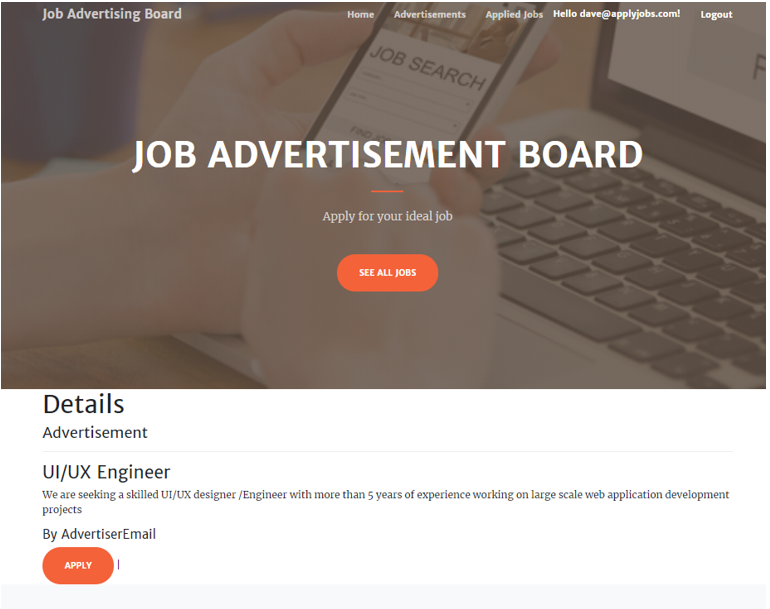 Job Advertising Board
Home Advertisements Applied Jobs Hello dave@applyjobs.com! Logout
JOB SEARCH
JOB ADVERTISEMENT BOARD
Apply for your ideal job
SEE ALL JOBS
Details
Advertisement
UI/UX Engineer
We are seeking a skilled UI/UX designer /Engineer with more than 5 years of experience working on large scale web application development
projects
By AdvertiserEmail
APPLY |